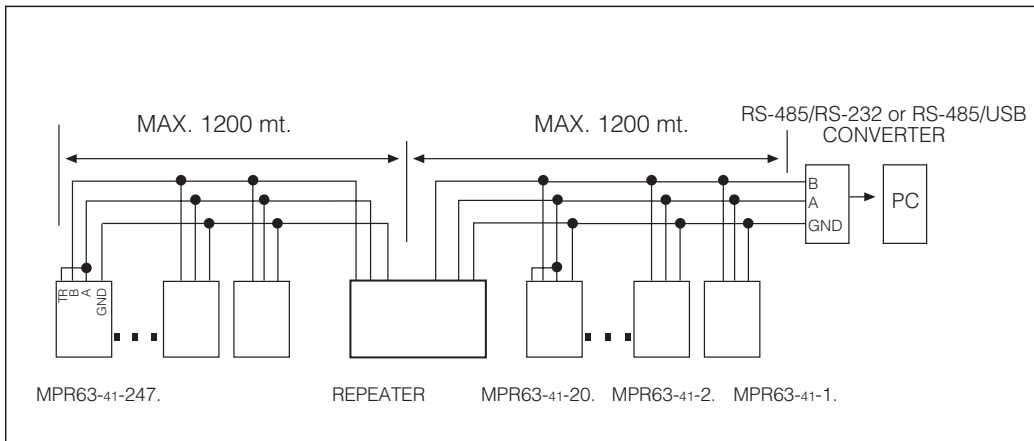 MAX. 1200 mt.
MAX. 1200 mt.
RS-485/RS-232 or RS-485/USB
CONVERTER
B
A
GND
PC
TR
B
A
GND
MPR63-41-247.
REPEATER
MPR63-41-20.
MPR63-41-2.
MPR63-41-1.